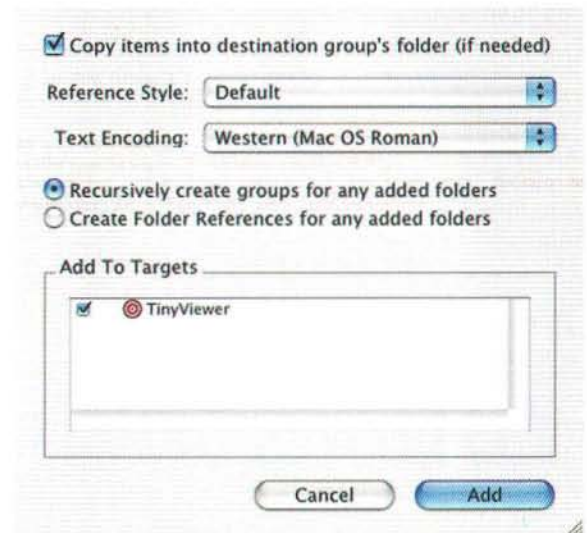 Copy items into destination group's folder (if needed)
Reference Style: Default
Text Encoding: Western (Mac OS Roman)
Recursively create groups for any added folders
Create Folder References for any added folders
Add To Targets
TinyViewer
Cancel Add